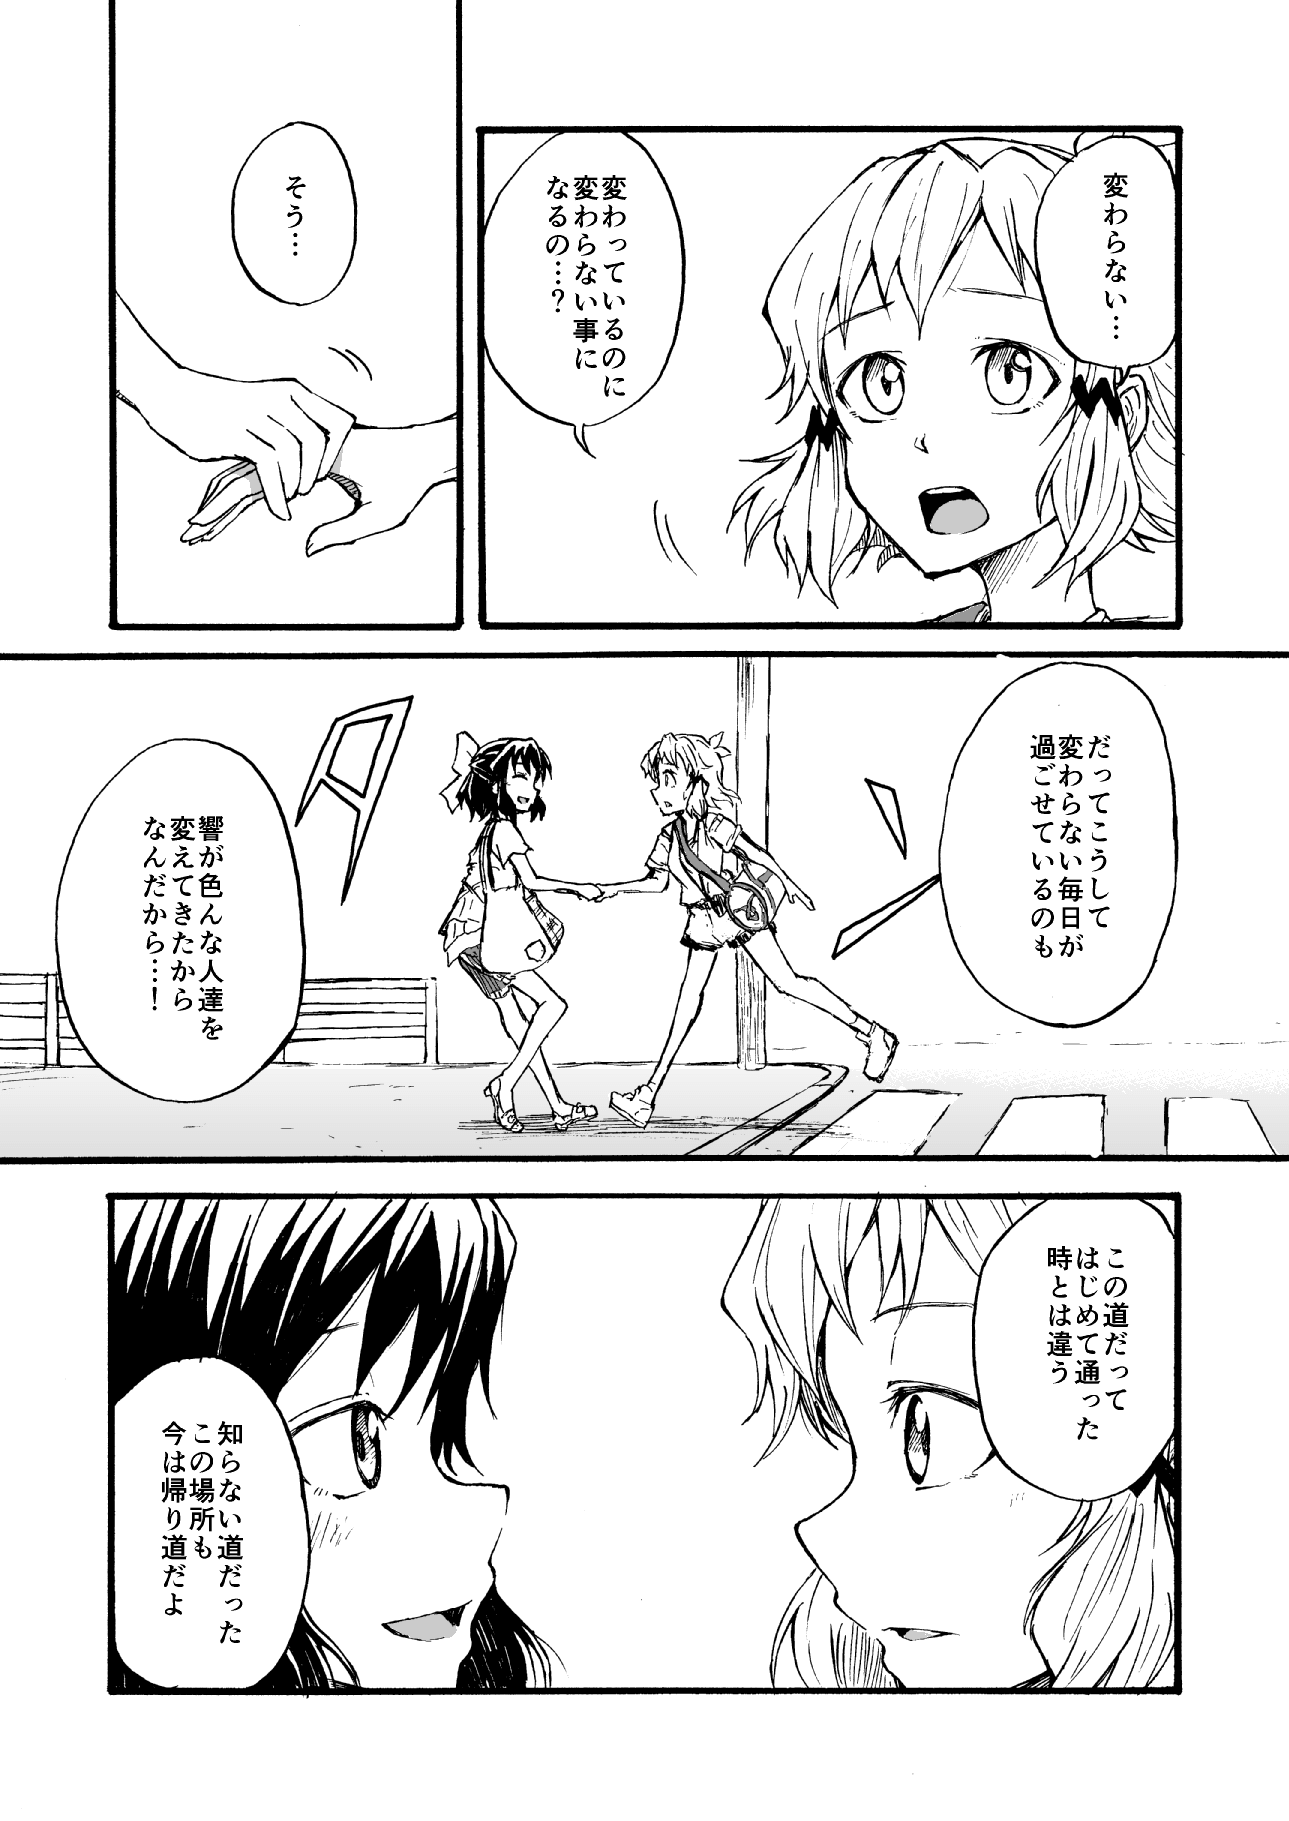 変わらない…
変わっているのに
変わらない事に
なるの…？
そう…
だってこうして
変わらない毎日が
過ごせているのも
響が色んな人達を
変えてきたから
なんだから…！
この道だって
はじめて通った
時とは違う
知らない道だった
この場所も
今は帰り道だよ